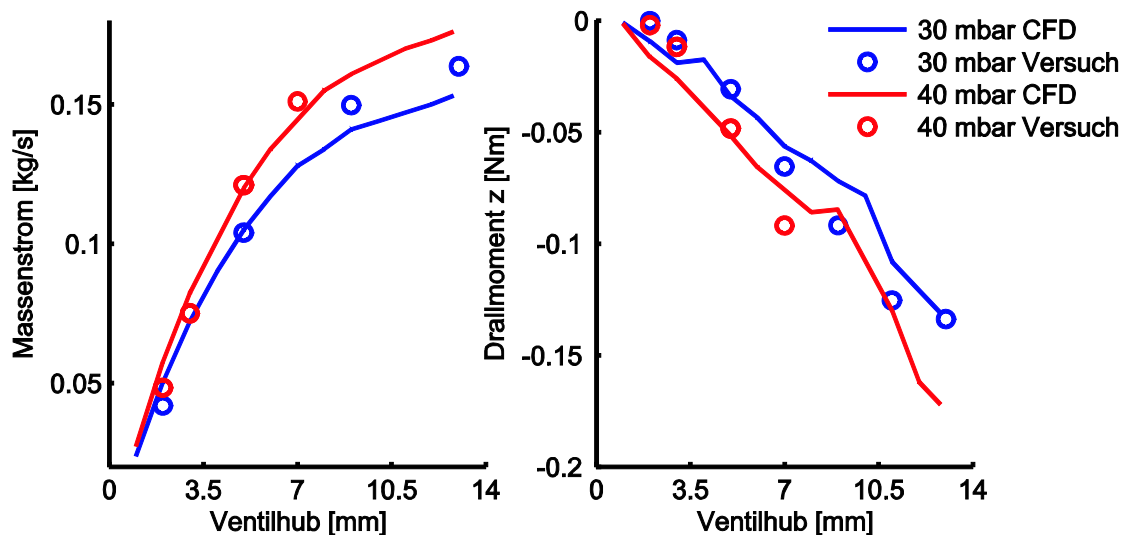 Massenstrom [kg/s]
0.15
0.1
0.05
0 3.5 7 10.5 14
Ventilhub [mm]
Drallmoment z [Nm]
0
-0.05
-0.1
-0.15
-0.2
0 3.5 7 10.5 14
Ventilhub [mm]
30 mbar CFD
30 mbar Versuch
40 mbar CFD
40 mbar Versuch